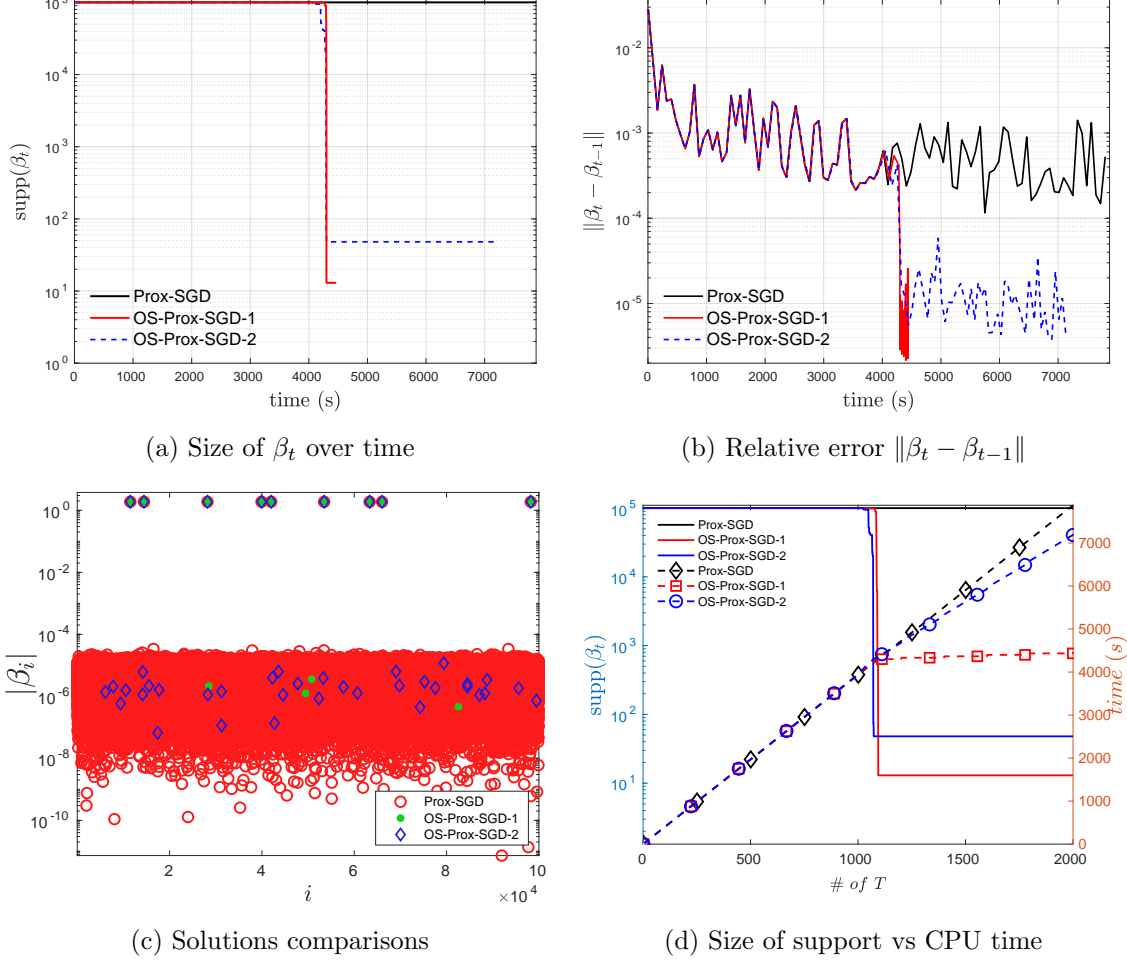 10^5
10^4
10^3
10^2
10^1
10^0
supp(β_t)
0 1000 2000 3000 4000 5000 6000 7000
time (s)
Prox-SGD
OS-Prox-SGD-1
OS-Prox-SGD-2
(a) Size of β_t over time
10^-2
10^-3
10^-4
10^-5
‖β_t − β_{t−1}‖
0 1000 2000 3000 4000 5000 6000 7000
time (s)
Prox-SGD
OS-Prox-SGD-1
OS-Prox-SGD-2
(b) Relative error ‖β_t − β_{t−1}‖
10^0
10^-2
10^-4
10^-6
10^-8
10^-10
|β_i|
2 4 6 8 10
×10^4
i
Prox-SGD
OS-Prox-SGD-1
OS-Prox-SGD-2
(c) Solutions comparisons
10^5
10^4
10^3
10^2
10^1
supp(β_t)
0 500 1000 1500 2000
# of T
7000
6000
5000
4000
3000
2000
1000
0
time (s)
Prox-SGD
OS-Prox-SGD-1
OS-Prox-SGD-2
Prox-SGD
OS-Prox-SGD-1
OS-Prox-SGD-2
(d) Size of support vs CPU time